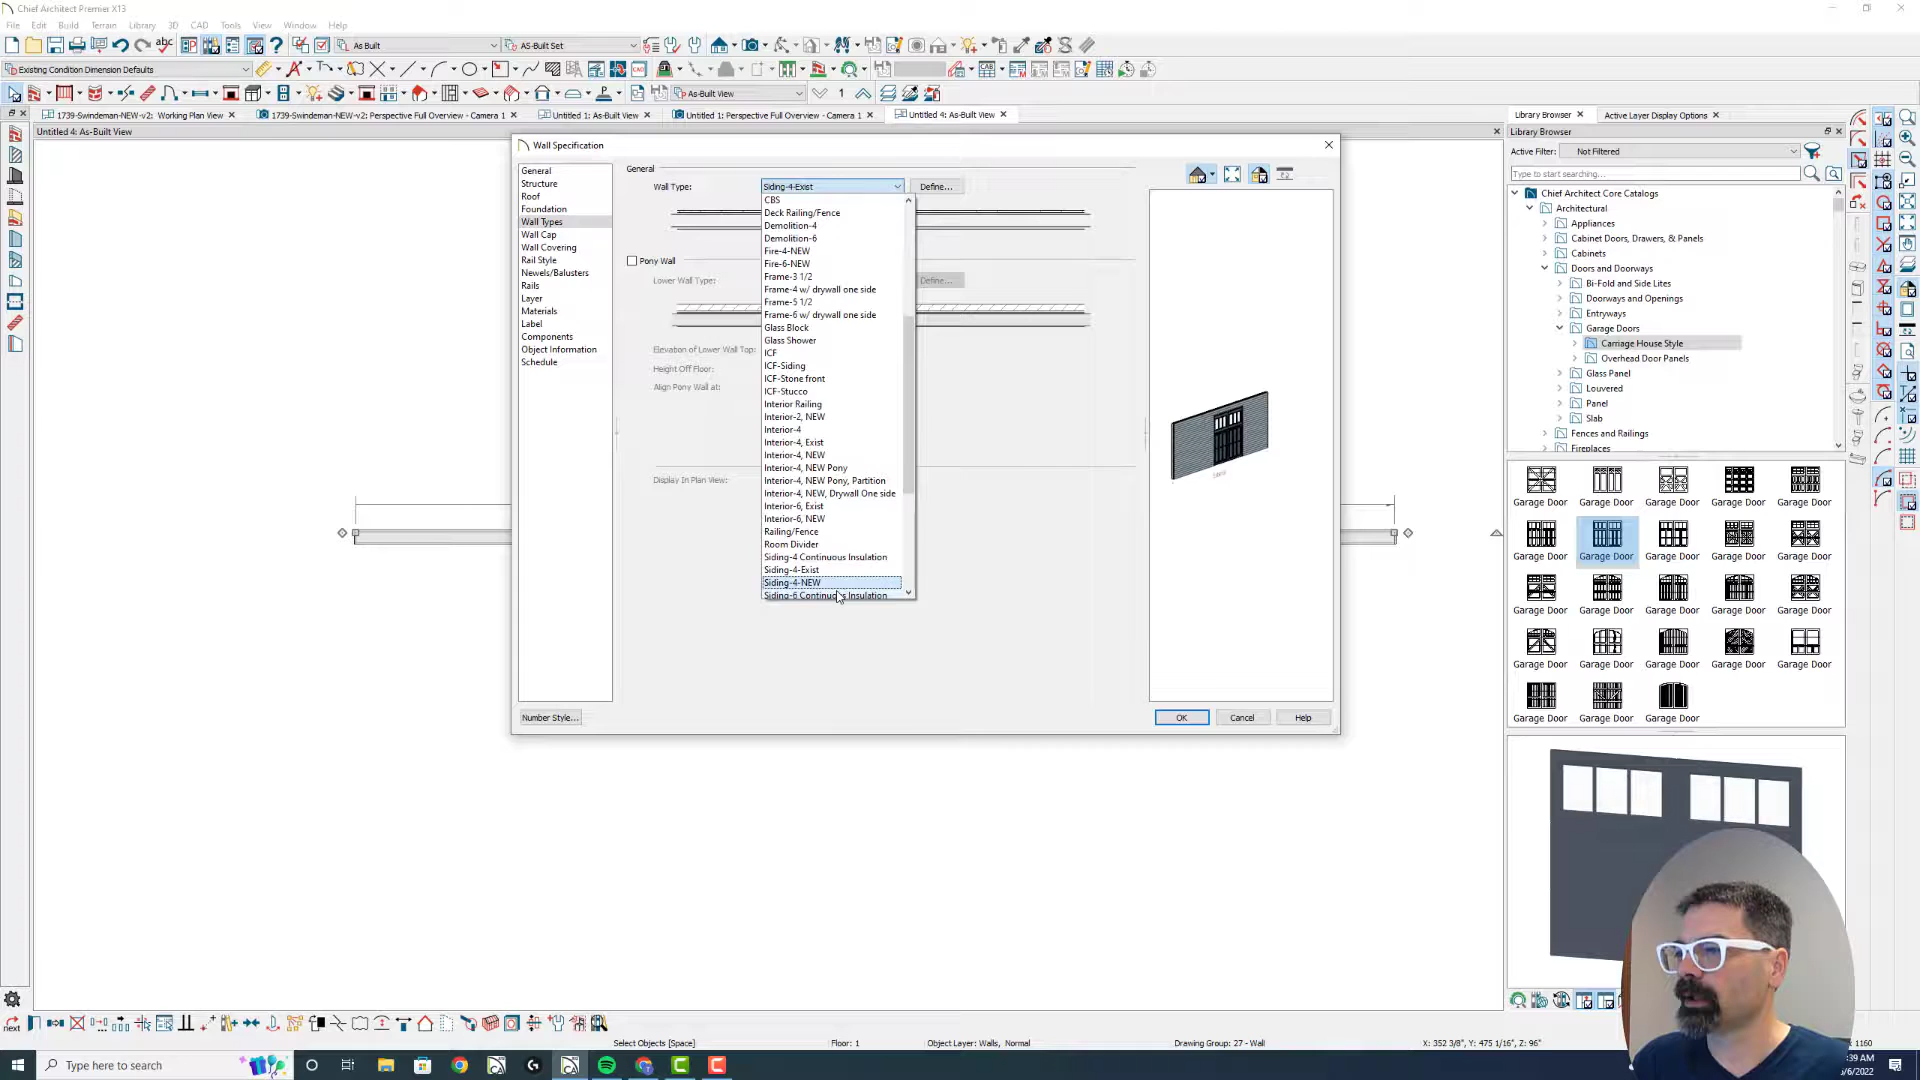 Chief Architect Premier X13
File Edit Build Terrain Library 3D CAD Tools View Window Help
As Built
AS-Built Set
Existing Condition Dimension Defaults
As-Built View
1
1739-Swindeman-NEW-v2: Working Plan View
1739-Swindeman-NEW-v2: Perspective Full Overview - Camera 1
Untitled 1: As-Built View
Untitled 1: Perspective Full Overview - Camera 1
Untitled 4: As-Built View
Untitled 4: As-Built View
Wall Specification
General
Structure
Roof
Foundation
Wall Types
Wall Cap
Wall Covering
Rail Style
Newels/Balusters
Rails
Layer
Materials
Label
Components
Object Information
Schedule
Number Style...
General
Wall Type:
Siding-4-Exist
Define...
Pony Wall
Lower Wall Type:
Define...
Elevation of Lower Wall Top:
Height Off Floor:
Align Pony Wall at:
Display In Plan View:
CBS
Deck Railing/Fence
Demolition-4
Demolition-6
Fire-4-NEW
Fire-6-NEW
Frame-3 1/2
Frame-4 w/ drywall one side
Frame-5 1/2
Frame-6 w/ drywall one side
Glass Block
Glass Shower
ICF
ICF-Siding
ICF-Stone front
ICF-Stucco
Interior Railing
Interior-2, NEW
Interior-4
Interior-4, Exist
Interior-4, NEW
Interior-4, NEW Pony
Interior-4, NEW Pony, Partition
Interior-4, NEW, Drywall One side
Interior-6, Exist
Interior-6, NEW
Railing/Fence
Room Divider
Siding-4 Continuous Insulation
Siding-4-Exist
Siding-4-NEW
Siding-6 Continuous Insulation
OK
Cancel
Help
Library Browser
Active Layer Display Options
Library Browser
Active Filter:
Not Filtered
Type to start searching...
Chief Architect Core Catalogs
Architectural
Appliances
Cabinet Doors, Drawers, & Panels
Cabinets
Doors and Doorways
Bi-Fold and Side Lites
Doorways and Openings
Entryways
Garage Doors
Carriage House Style
Overhead Door Panels
Glass Panel
Louvered
Panel
Slab
Fences and Railings
Fireplaces
Garage Door Garage Door Garage Door Garage Door Garage Door
Garage Door Garage Door Garage Door Garage Door Garage Door
Garage Door Garage Door Garage Door Garage Door Garage Door
Garage Door Garage Door Garage Door Garage Door Garage Door
Garage Door Garage Door Garage Door
next
Select Objects [Space]
Floor: 1
Object Layer: Walls, Normal
Drawing Group: 27 - Wall
X: 352 3/8", Y: 475 1/16", Z: 96"
Type here to search